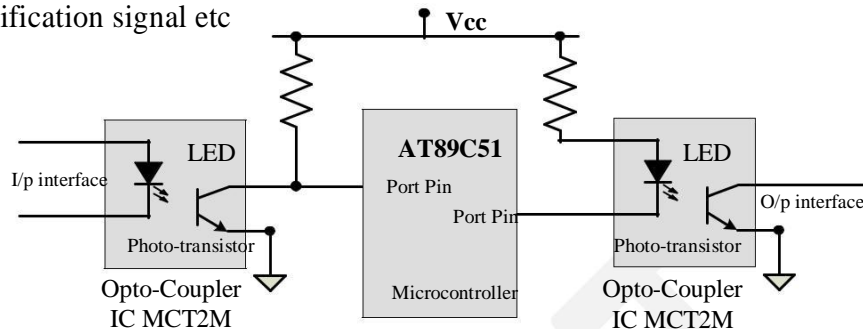 ification signal etc
Vcc
LED
AT89C51
LED
I/p interface
Port Pin
Port Pin
O/p interface
Photo-transistor
Photo-transistor
Microcontroller
Opto-Coupler
IC MCT2M
Opto-Coupler
IC MCT2M